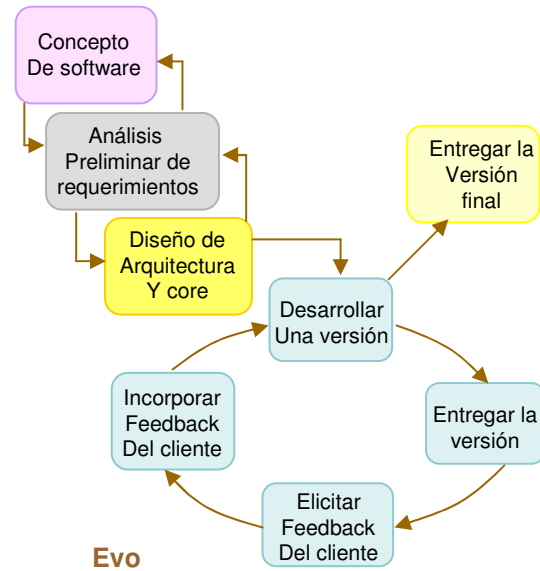 Concepto
De software
Análisis
Preliminar de
requerimientos
Entregar la
Versión
final
Diseño de
Arquitectura
Y core
Desarrollar
Una versión
Incorporar
Feedback
Del cliente
Entregar la
versión
Elicitar
Feedback
Del cliente
Evo